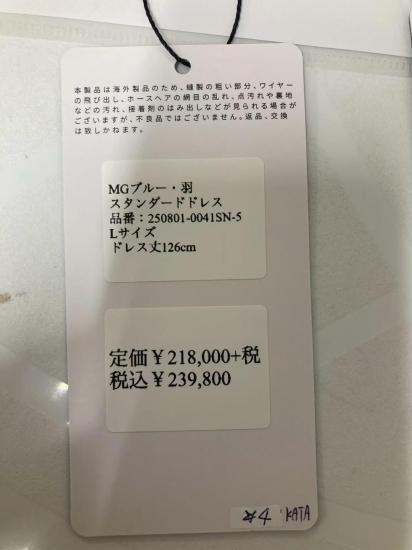 本製品は海外製品のため、縫製の粗い部分、ワイヤー
の飛び出し、ホースヘアの網目の乱れ、点汚れや裏地
などの汚れ、接着剤のはみ出しなどが見られる場合が
ございますが、不良品ではございません。返品、交換
は致しかねます。
MGブルー・羽
スタンダードドレス
品番：250801-0041SN-5
Lサイズ
ドレス丈126cm
定価￥218,000+税
税込￥239,800
☆4 KATA